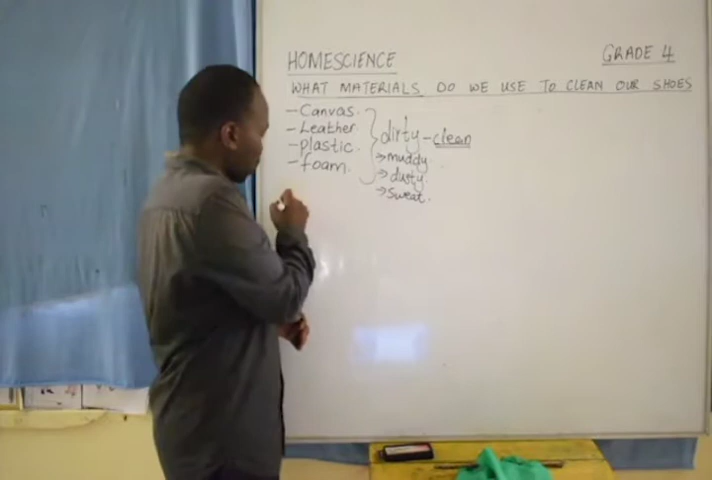 HOMESCIENCE GRADE 4
WHAT MATERIALS DO WE USE TO CLEAN OUR SHOES
- Canvas.
- Leather.
- plastic.
- foam.
dirty - clean
→ muddy.
→ dusty.
→ sweat.